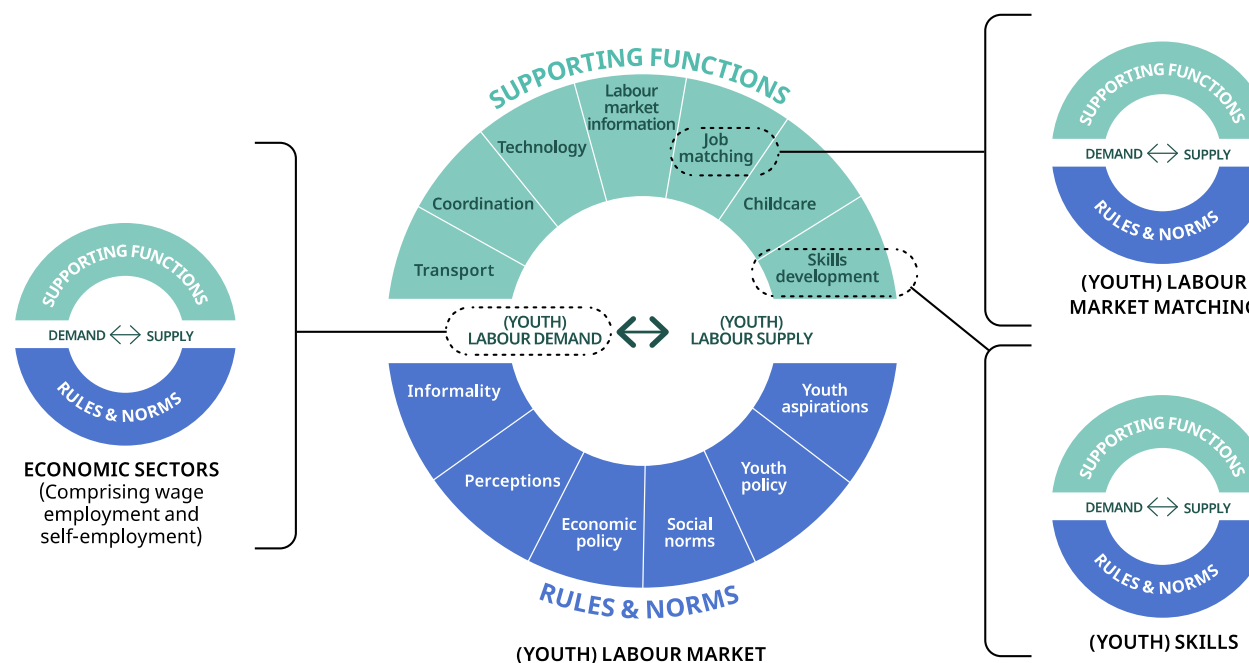 SUPPORTING FUNCTIONS
DEMAND
SUPPLY
RULES & NORMS
ECONOMIC SECTORS
(Comprising wage
employment and
self-employment)
SUPPORTING FUNCTIONS
Transport
Coordination
Technology
Labour
market
information
Job
matching
Childcare
Skills
development
(YOUTH)
LABOUR DEMAND
(YOUTH)
LABOUR SUPPLY
Informality
Perceptions
Economic
policy
Social
norms
Youth
policy
Youth
aspirations
RULES & NORMS
(YOUTH) LABOUR MARKET
SUPPORTING FUNCTIONS
DEMAND
SUPPLY
RULES & NORMS
(YOUTH) LABOUR
MARKET MATCHING
SUPPORTING FUNCTIONS
DEMAND
SUPPLY
RULES & NORMS
(YOUTH) SKILLS